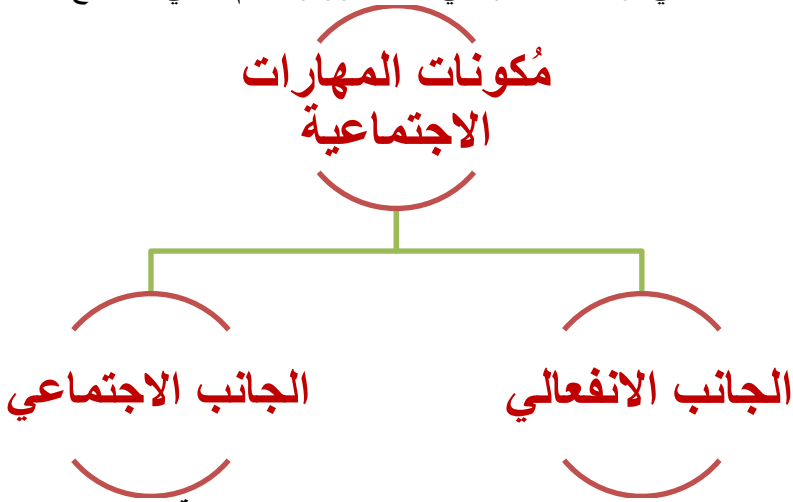 مُكونات المهارات
الاجتماعية
الجانب الانفعالي
الجانب الاجتماعي